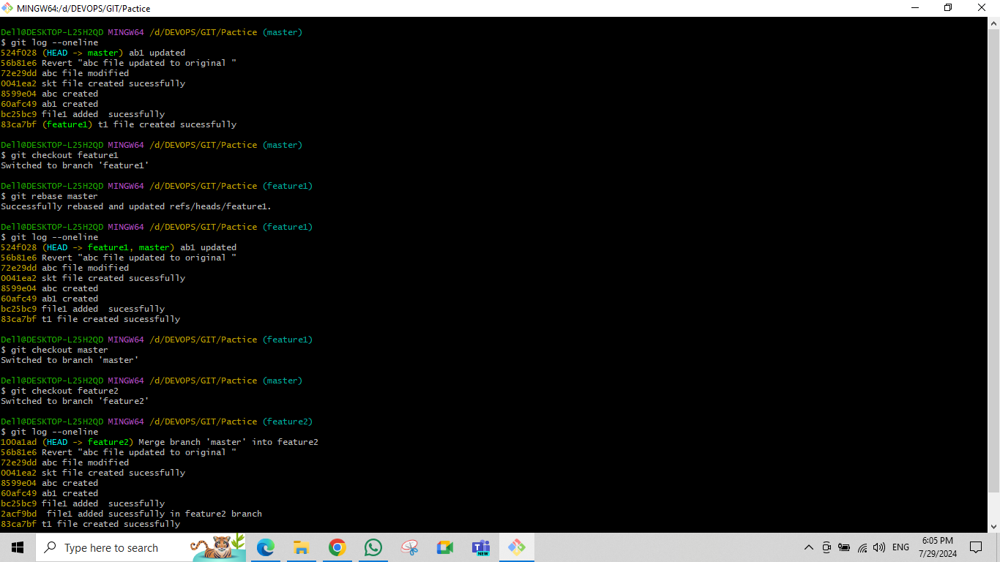 MINGW64:/d/DEVOPS/GIT/Pactice
Dell@DESKTOP-L25H2QD MINGW64 /d/DEVOPS/GIT/Pactice (master)
$ git log --oneline
524f028 (HEAD -> master) ab1 updated
56b81e6 Revert "abc file updated to original "
72e29dd abc file modified
0041ea2 skt file created sucessfully
8599e04 abc created
60afc49 ab1 created
bc25bc9 file1 added  sucessfully
83ca7bf (feature1) t1 file created sucessfully
Dell@DESKTOP-L25H2QD MINGW64 /d/DEVOPS/GIT/Pactice (master)
$ git checkout feature1
Switched to branch 'feature1'
Dell@DESKTOP-L25H2QD MINGW64 /d/DEVOPS/GIT/Pactice (feature1)
$ git rebase master
Successfully rebased and updated refs/heads/feature1.
Dell@DESKTOP-L25H2QD MINGW64 /d/DEVOPS/GIT/Pactice (feature1)
$ git log --oneline
524f028 (HEAD -> feature1, master) ab1 updated
56b81e6 Revert "abc file updated to original "
72e29dd abc file modified
0041ea2 skt file created sucessfully
8599e04 abc created
60afc49 ab1 created
bc25bc9 file1 added  sucessfully
83ca7bf t1 file created sucessfully
Dell@DESKTOP-L25H2QD MINGW64 /d/DEVOPS/GIT/Pactice (feature1)
$ git checkout master
Switched to branch 'master'
Dell@DESKTOP-L25H2QD MINGW64 /d/DEVOPS/GIT/Pactice (master)
$ git checkout feature2
Switched to branch 'feature2'
Dell@DESKTOP-L25H2QD MINGW64 /d/DEVOPS/GIT/Pactice (feature2)
$ git log --oneline
100a1ad (HEAD -> feature2) Merge branch 'master' into feature2
56b81e6 Revert "abc file updated to original "
72e29dd abc file modified
0041ea2 skt file created sucessfully
8599e04 abc created
60afc49 ab1 created
bc25bc9 file1 added  sucessfully
2acf9bd  file1 added sucessfully in feature2 branch
83ca7bf t1 file created sucessfully
Type here to search
NEW
ENG
6:05 PM
7/29/2024